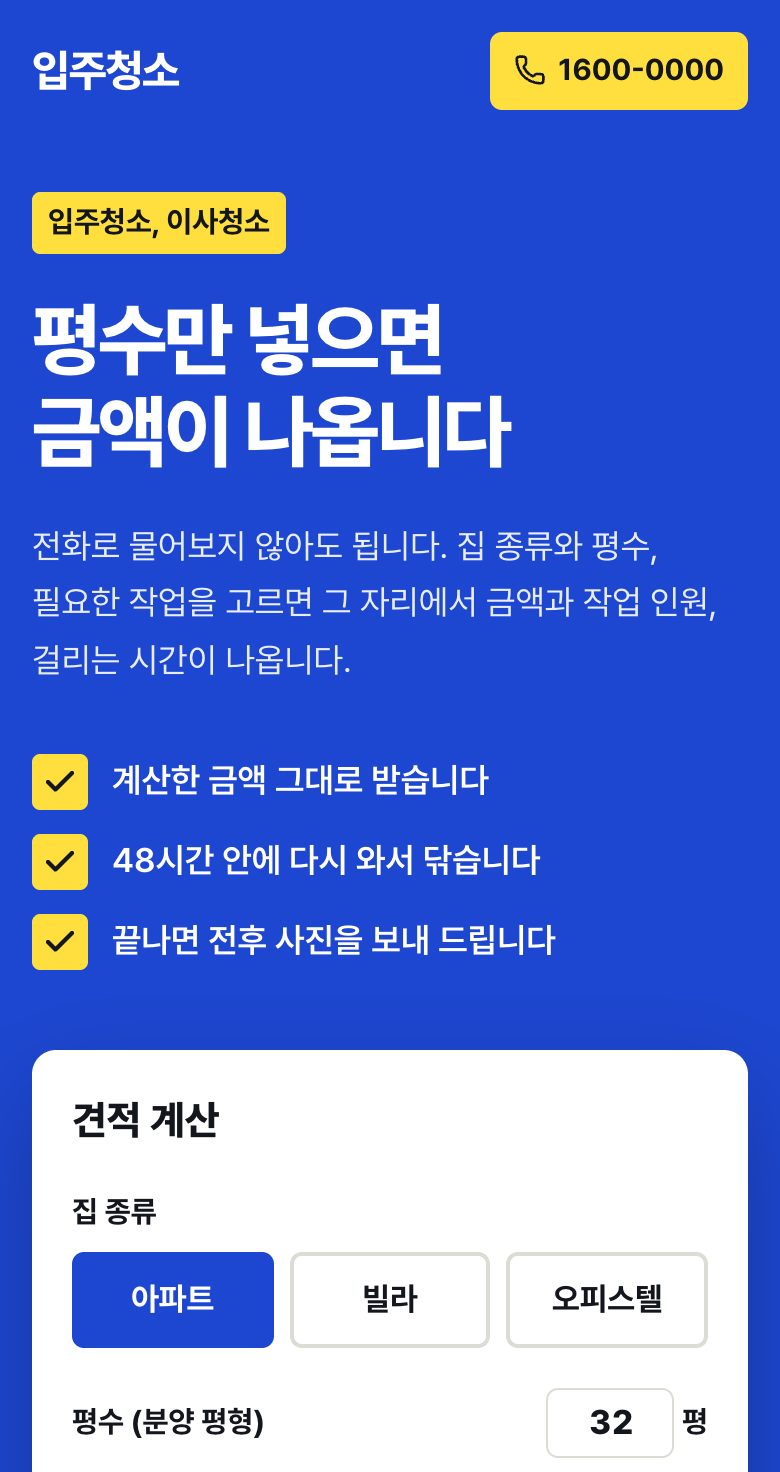 입주청소
1600-0000
입주청소, 이사청소
평수만 넣으면
금액이 나옵니다
전화로 물어보지 않아도 됩니다. 집 종류와 평수,
필요한 작업을 고르면 그 자리에서 금액과 작업 인원,
걸리는 시간이 나옵니다.
계산한 금액 그대로 받습니다
48시간 안에 다시 와서 닦습니다
끝나면 전후 사진을 보내 드립니다
견적 계산
집 종류
아파트 빌라 오피스텔
평수 (분양 평형) 32 평